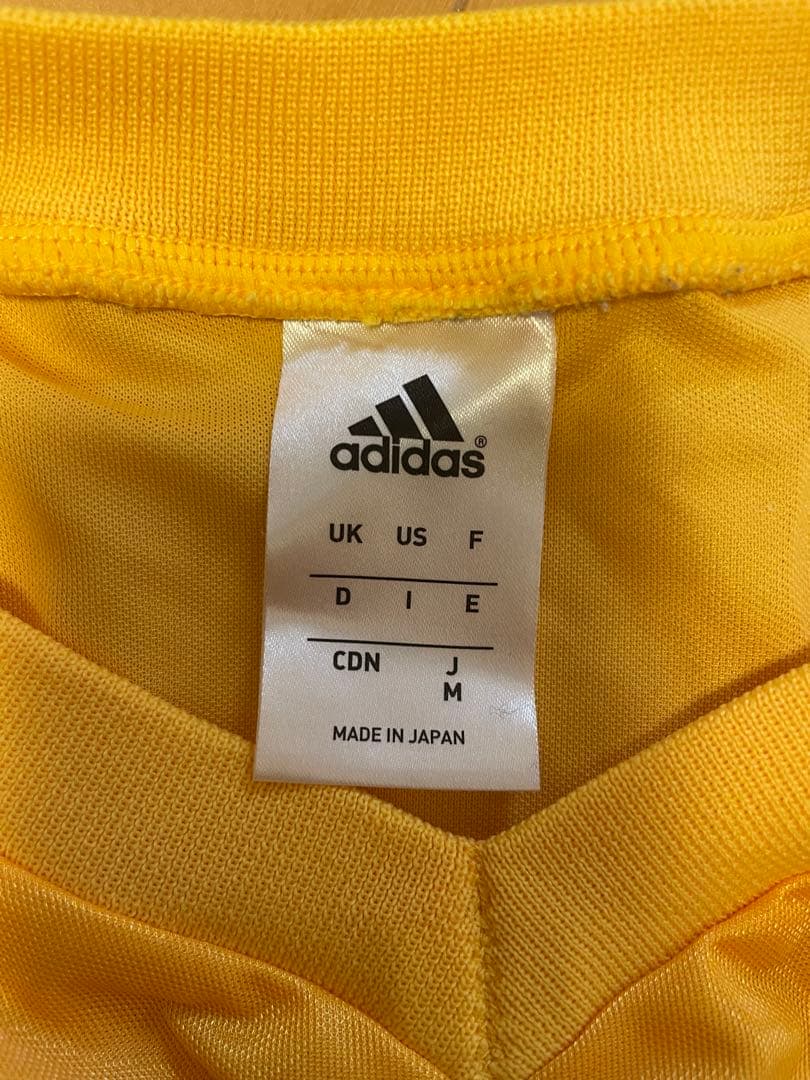 adidas®
UK US F
D I E
CDN J
M
MADE IN JAPAN